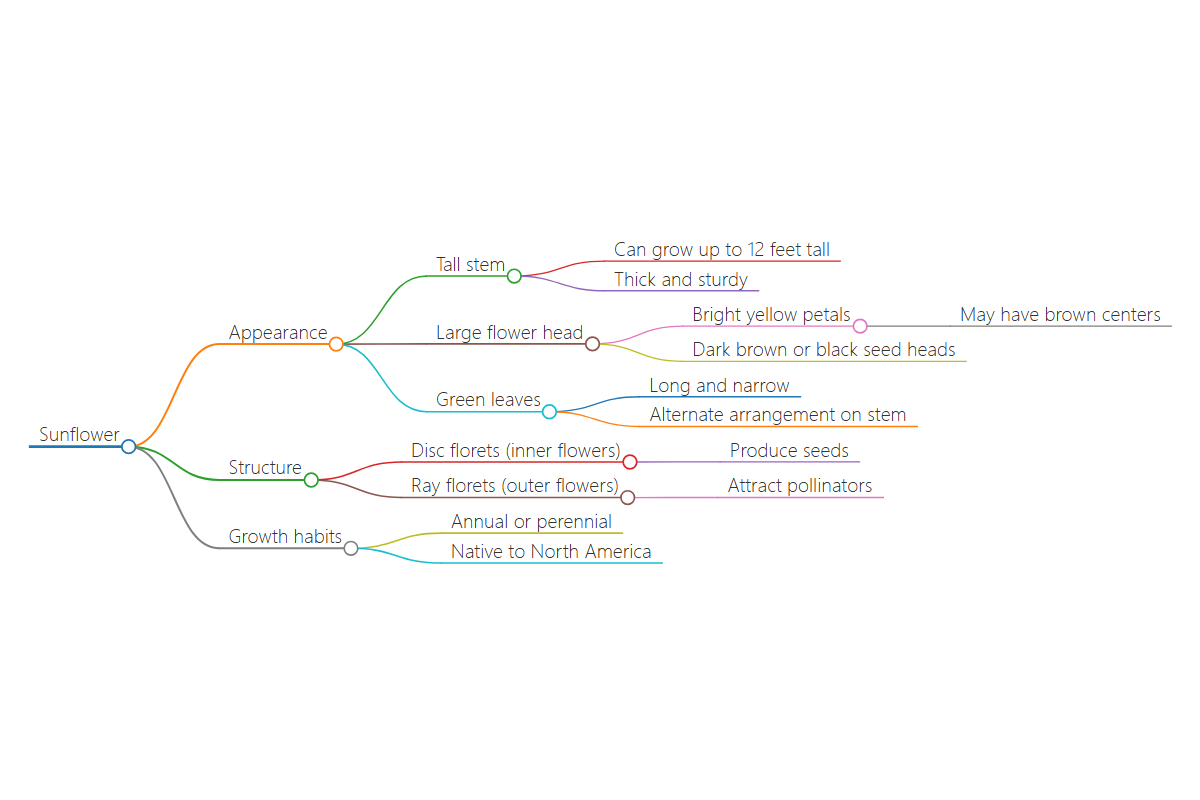 Sunflower
Appearance
Tall stem
Can grow up to 12 feet tall
Thick and sturdy
Large flower head
Bright yellow petals
May have brown centers
Dark brown or black seed heads
Green leaves
Long and narrow
Alternate arrangement on stem
Structure
Disc florets (inner flowers)
Produce seeds
Ray florets (outer flowers)
Attract pollinators
Growth habits
Annual or perennial
Native to North America